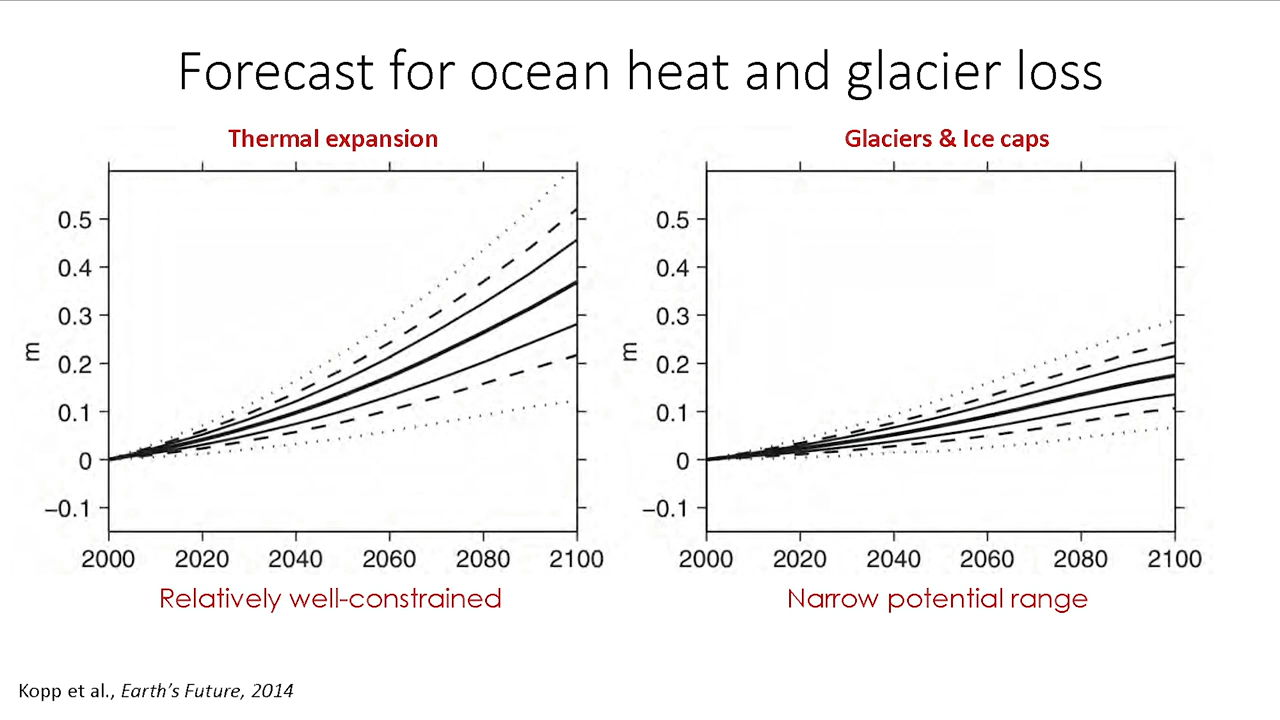 Forecast for ocean heat and glacier loss
Thermal expansion
Glaciers & Ice caps
m
0.5
0.4
0.3
0.2
0.1
0
−0.1
2000 2020 2040 2060 2080 2100
m
0.5
0.4
0.3
0.2
0.1
0
−0.1
2000 2020 2040 2060 2080 2100
Relatively well-constrained
Narrow potential range
Kopp et al., Earth's Future, 2014